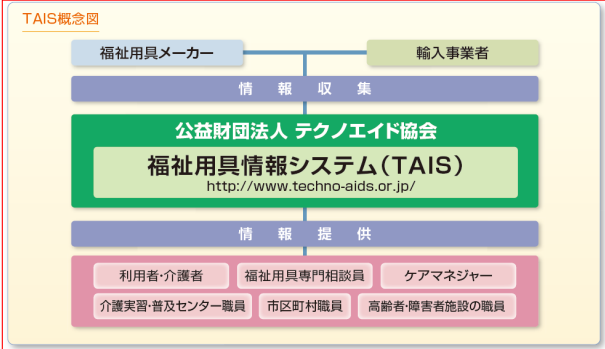 TAIS概念図
福祉用具メーカー 輸入事業者
情報収集
公益財団法人 テクノエイド協会
福祉用具情報システム(TAIS)
http://www.techno-aids.or.jp/
情報提供
利用者・介護者 福祉用具専門相談員 ケアマネジャー
介護実習・普及センター職員 市区町村職員 高齢者・障害者施設の職員